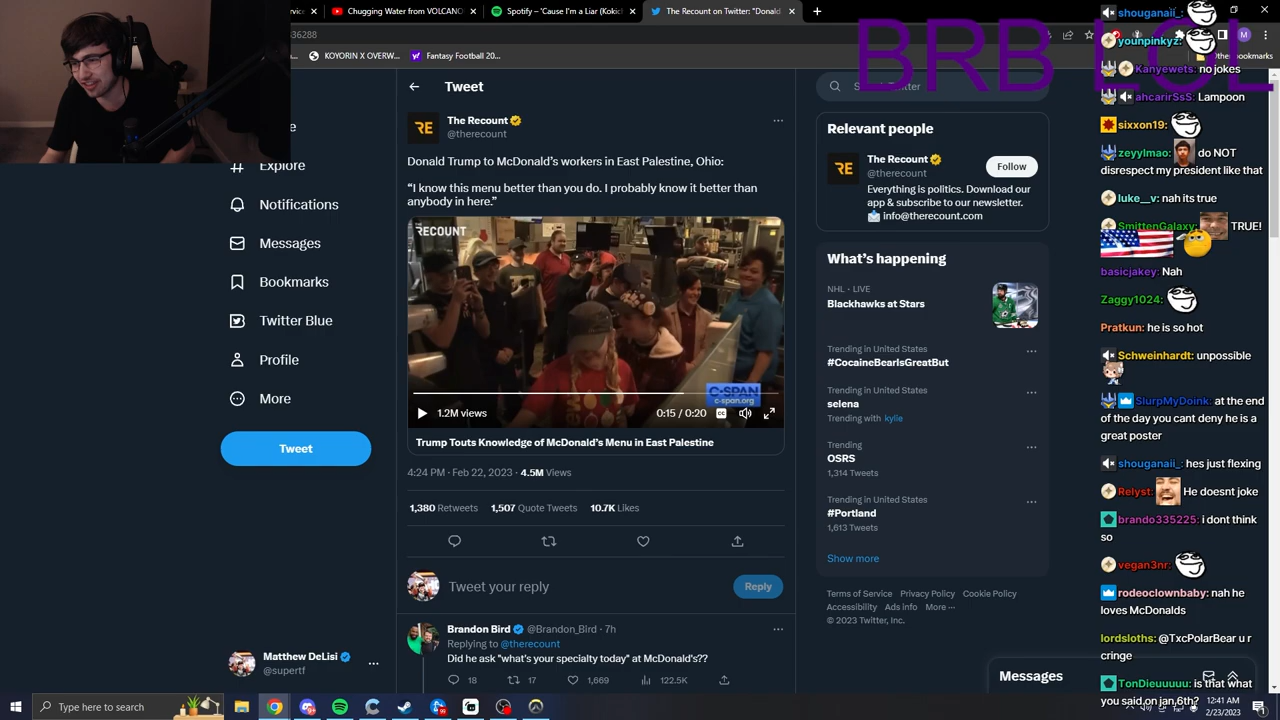 ervice
Chugging Water from VOLCANO
Spotify – 'Cause I'm a Liar (Kokich
The Recount on Twitter: "Donald
36288
KOYORIN X OVERW...
Fantasy Football 20...
Other bookmarks
BRB LOL
Explore
Notifications
Messages
Bookmarks
Twitter Blue
Profile
More
Tweet
Matthew DeLisi
@supertf
Tweet
The Recount
@therecount
Donald Trump to McDonald's workers in East Palestine, Ohio:
“I know this menu better than you do. I probably know it better than
anybody in here.”
RECOUNT
C-SPAN
c-span.org
1.2M views
0:15 / 0:20
Trump Touts Knowledge of McDonald's Menu in East Palestine
4:24 PM · Feb 22, 2023 · 4.5M Views
1,380 Retweets 1,507 Quote Tweets 10.7K Likes
Tweet your reply
Reply
Brandon Bird @Brandon_Bird · 7h
Replying to @therecount
Did he ask "what's your specialty today" at McDonald's??
18 17 1,669 122.5K
Search Twitter
Relevant people
The Recount
@therecount
Follow
Everything is politics. Download our
app & subscribe to our newsletter.
info@therecount.com
What's happening
NHL · LIVE
Blackhawks at Stars
Trending in United States
#CocaineBearIsGreatBut
Trending in United States
selena
Trending with kylie
Trending
OSRS
1,314 Tweets
Trending in United States
#Portland
1,613 Tweets
Show more
Terms of Service Privacy Policy Cookie Policy
Accessibility Ads info More ···
© 2023 Twitter, Inc.
Messages
shouganaii_:
younpinkyz:
Kanyewets: no jokes
ahcarirSsS: Lampoon
sixxon19:
zeyylmao: do NOT
disrespect my president like that
luke__v: nah its true
SmittenGalaxy: TRUE!
basicjakey: Nah
Zaggy1024:
Pratkun: he is so hot
Schweinhardt: unpossible
SlurpMyDoink: at the end
of the day you cant deny he is a
great poster
shouganaii_: hes just flexing
Relyst: He doesnt joke
brando335225: i dont think
so
vegan3nr:
rodeoclownbaby: nah he
loves McDonalds
lordsloths: @TxcPolarBear u r
cringe
TonDieuuuuu: is that what
you said on jan 6th?
Type here to search
12:41 AM
2/23/2023